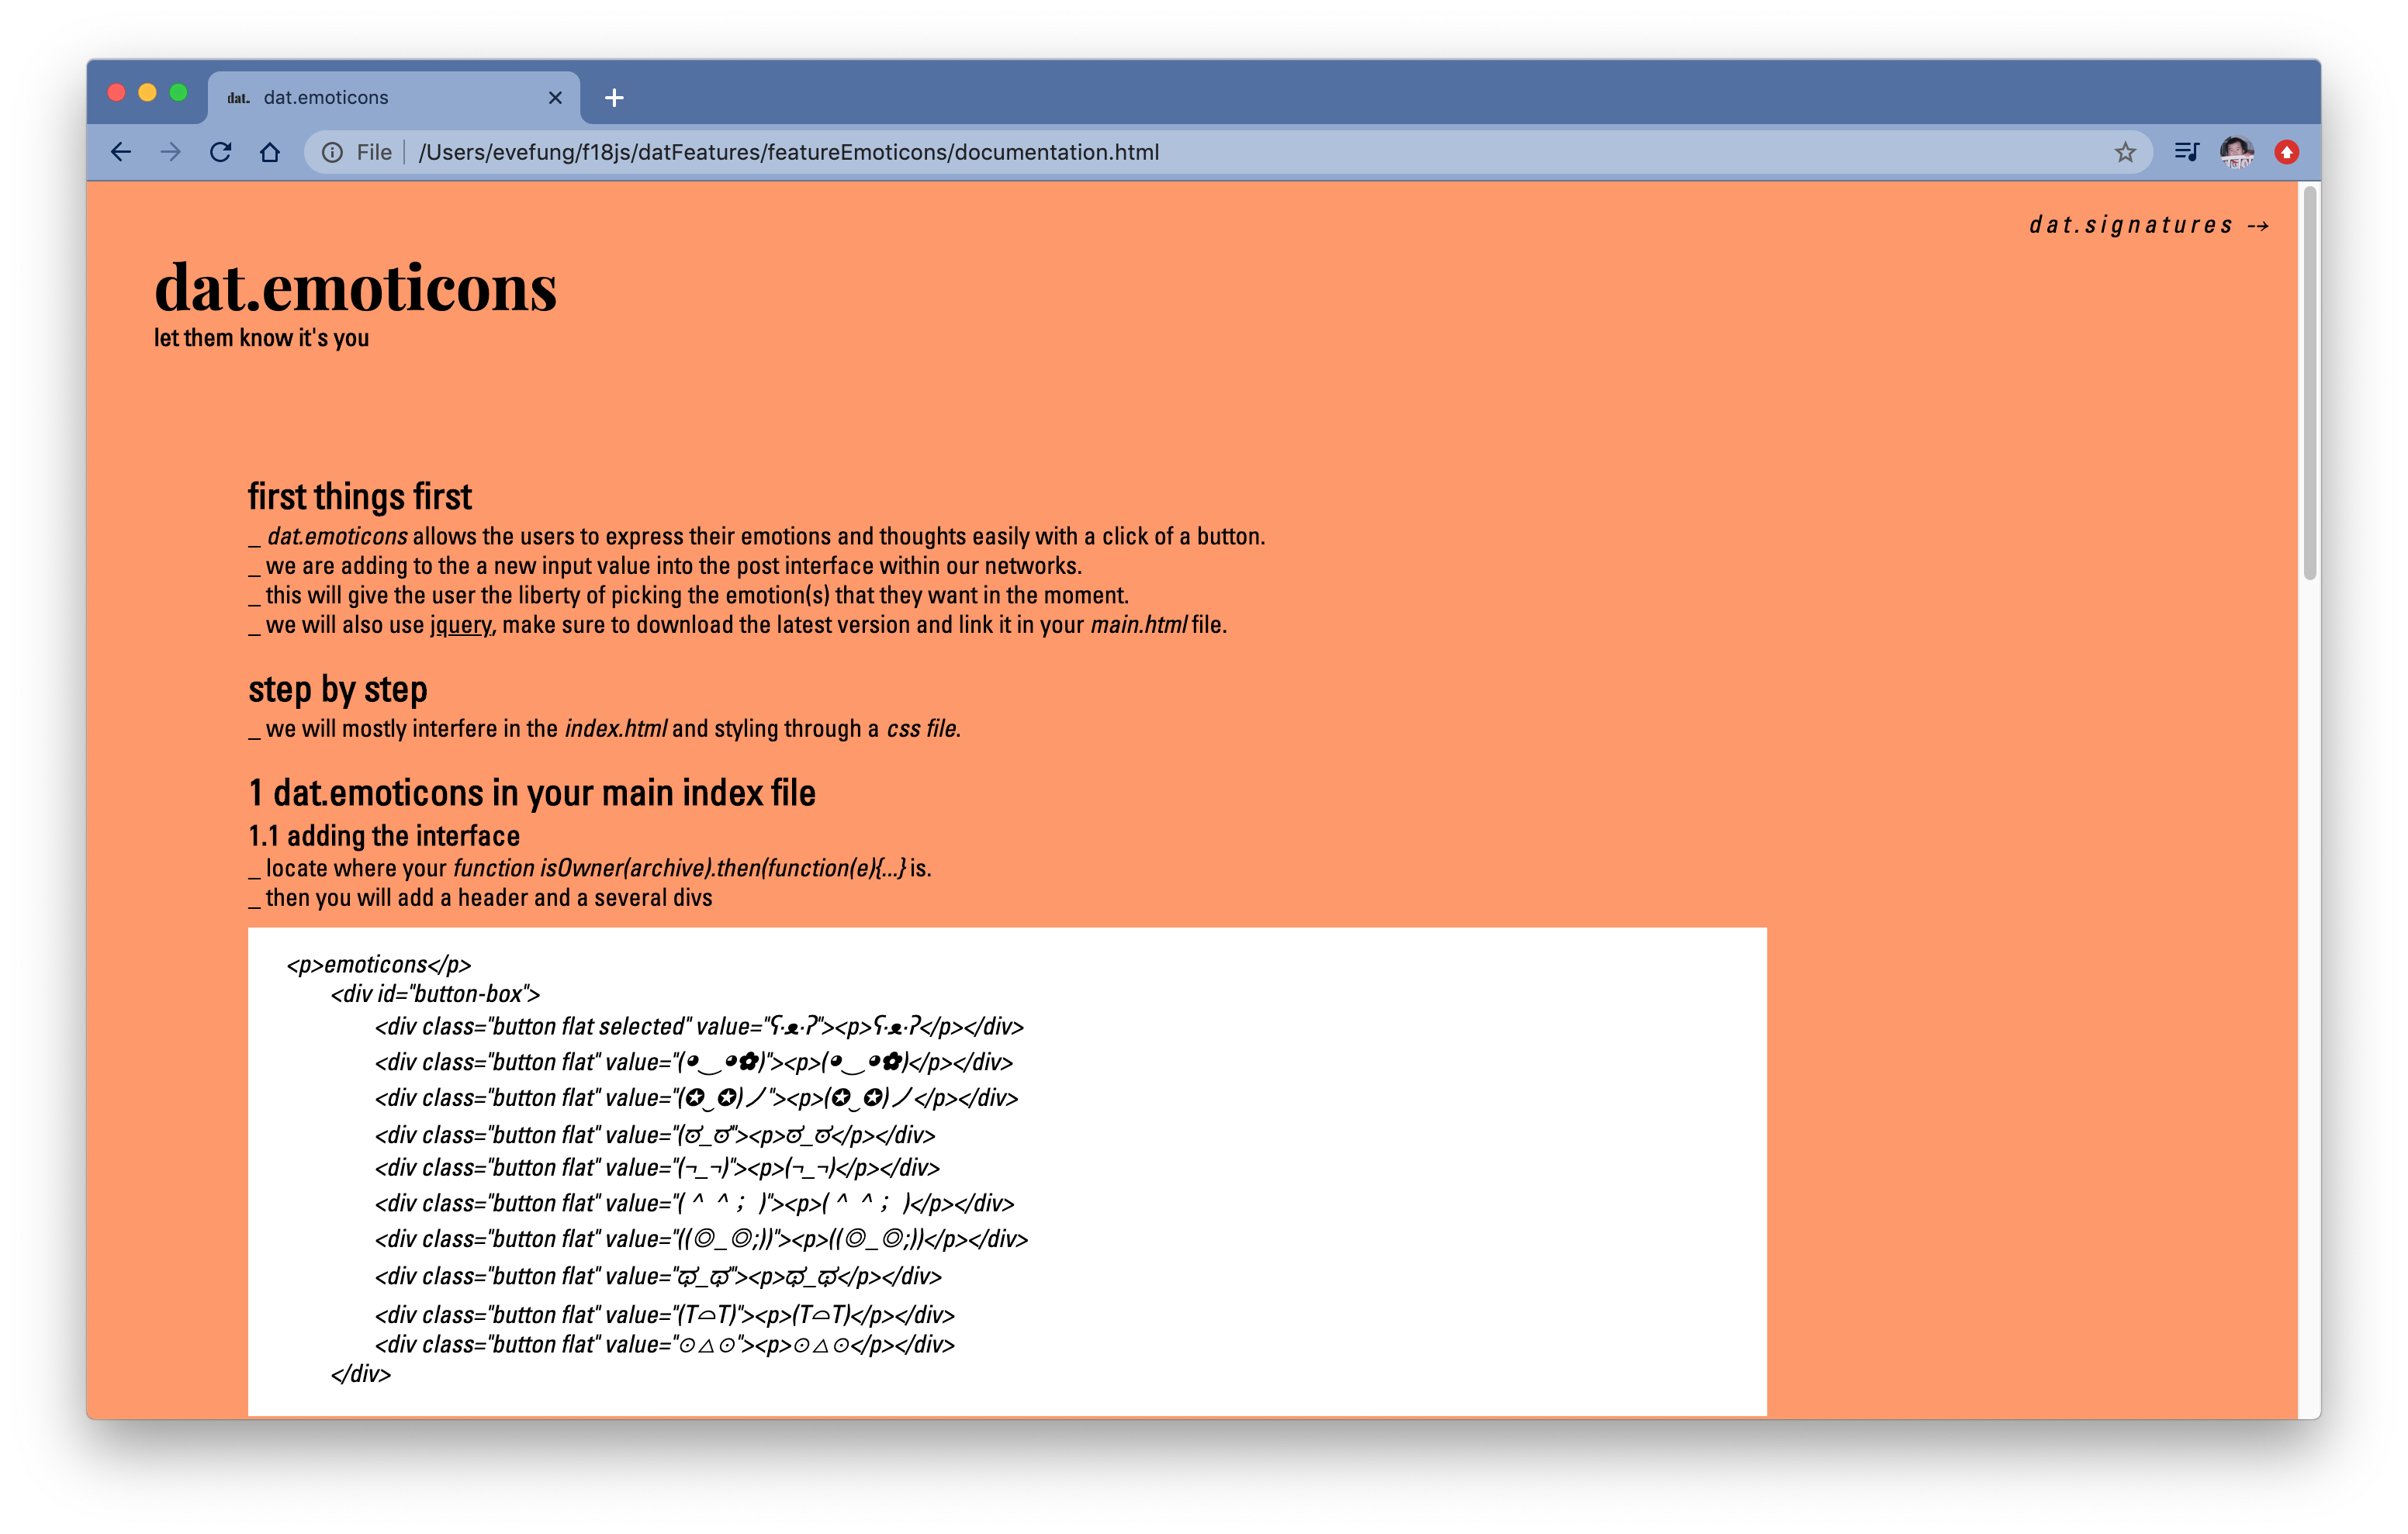 dat. dat.emoticons
File /Users/evefung/f18js/datFeatures/featureEmoticons/documentation.html
dat.signatures ⤍
dat.emoticons
let them know it's you
first things first
_ dat.emoticons allows the users to express their emotions and thoughts easily with a click of a button.
_ we are adding to the a new input value into the post interface within our networks.
_ this will give the user the liberty of picking the emotion(s) that they want in the moment.
_ we will also use jquery, make sure to download the latest version and link it in your main.html file.
step by step
_ we will mostly interfere in the index.html and styling through a css file.
1 dat.emoticons in your main index file
1.1 adding the interface
_ locate where your function isOwner(archive).then(function(e){...} is.
_ then you will add a header and a several divs
<p>emoticons</p>
<div id="button-box">
<div class="button flat selected" value="ʕ·ᴥ·ʔ"><p>ʕ·ᴥ·ʔ</p></div>
<div class="button flat" value="(◕‿◕✿)"><p>(◕‿◕✿)</p></div>
<div class="button flat" value="(✪‿✪)ノ"><p>(✪‿✪)ノ</p></div>
<div class="button flat" value="(ಠ_ಠ"><p>ಠ_ಠ</p></div>
<div class="button flat" value="(¬_¬)"><p>(¬_¬)</p></div>
<div class="button flat" value="(＾＾；)"><p>(＾＾；)</p></div>
<div class="button flat" value="((◎_◎;))"><p>((◎_◎;))</p></div>
<div class="button flat" value="ಥ_ಥ"><p>ಥ_ಥ</p></div>
<div class="button flat" value="(T⌓T)"><p>(T⌓T)</p></div>
<div class="button flat" value="⊙△⊙"><p>⊙△⊙</p></div>
</div>